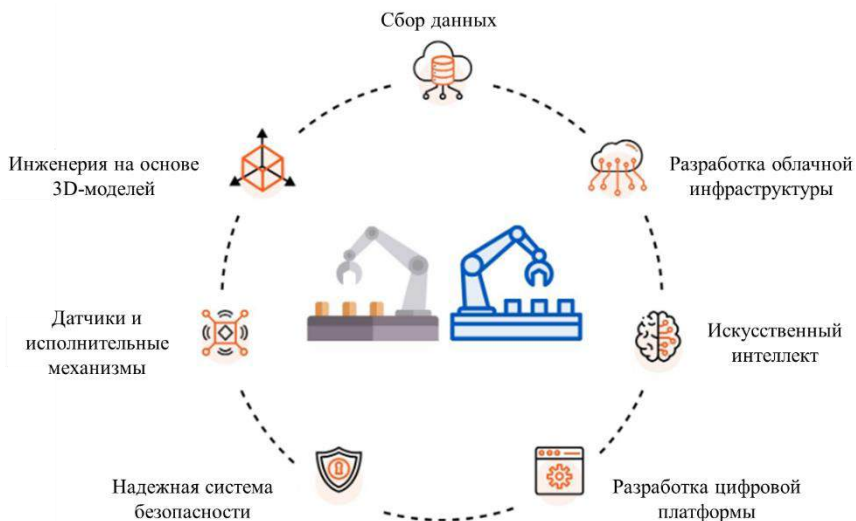 Сбор данных
Инженерия на основе
3D-моделей
Разработка облачной
инфраструктуры
Датчики и
исполнительные
механизмы
Искусственный
интеллект
Надежная система
безопасности
Разработка цифровой
платформы